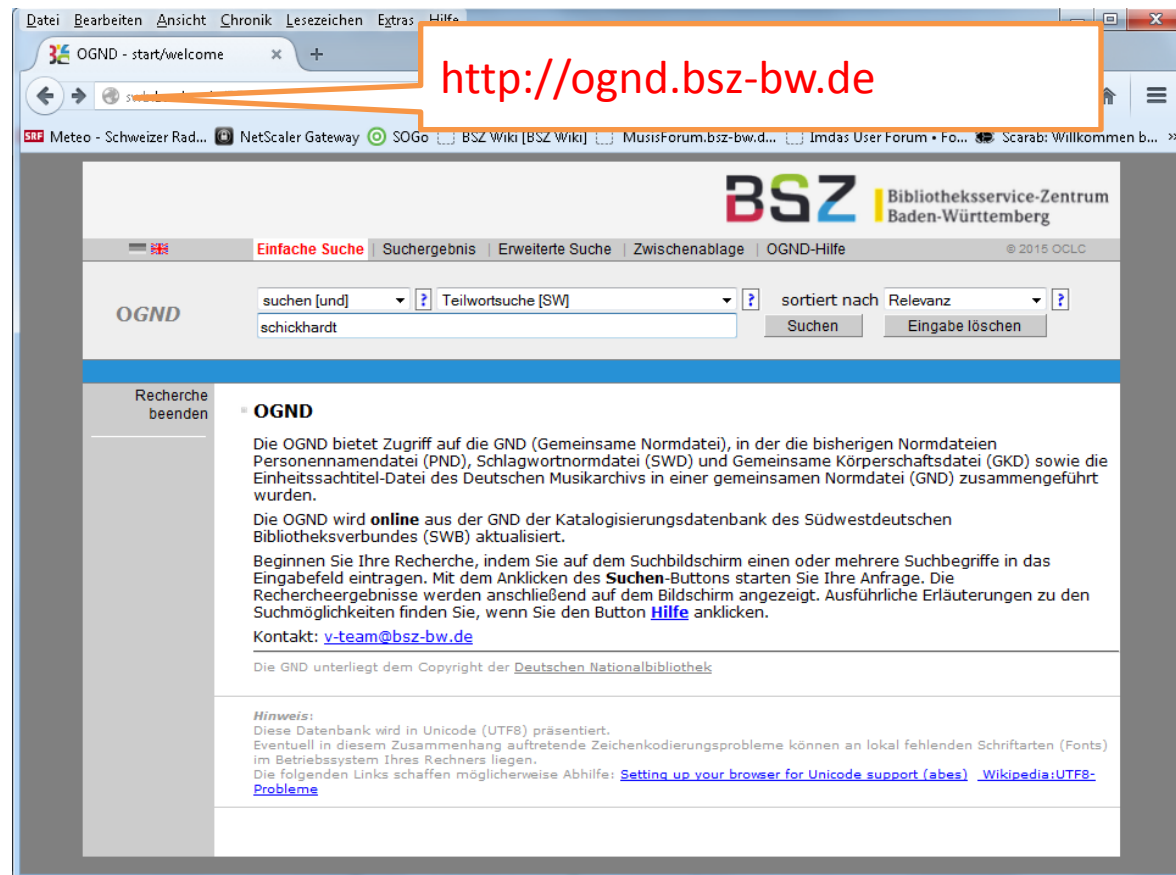 Datei Bearbeiten Ansicht Chronik Lesezeichen Extras Hilfe
OGND - start/welcome
http://ognd.bsz-bw.de
SRF Meteo - Schweizer Rad... NetScaler Gateway SOGo BSZ Wiki [BSZ Wiki] MusisForum.bsz-bw.d... Imdas User Forum • Fo... Scarab: Willkommen b... »
BSZ Bibliotheksservice-Zentrum
Baden-Württemberg
Einfache Suche | Suchergebnis | Erweiterte Suche | Zwischenablage | OGND-Hilfe © 2015 OCLC
OGND
suchen [und] ? Teilwortsuche [SW] ? sortiert nach Relevanz ?
schickhardt Suchen Eingabe löschen
Recherche
beenden
OGND
Die OGND bietet Zugriff auf die GND (Gemeinsame Normdatei), in der die bisherigen Normdateien
Personennamendatei (PND), Schlagwortnormdatei (SWD) und Gemeinsame Körperschaftsdatei (GKD) sowie die
Einheitssachtitel-Datei des Deutschen Musikarchivs in einer gemeinsamen Normdatei (GND) zusammengeführt
wurden.
Die OGND wird online aus der GND der Katalogisierungsdatenbank des Südwestdeutschen
Bibliotheksverbundes (SWB) aktualisiert.
Beginnen Sie Ihre Recherche, indem Sie auf dem Suchbildschirm einen oder mehrere Suchbegriffe in das
Eingabefeld eintragen. Mit dem Anklicken des Suchen-Buttons starten Sie Ihre Anfrage. Die
Rechercheergebnisse werden anschließend auf dem Bildschirm angezeigt. Ausführliche Erläuterungen zu den
Suchmöglichkeiten finden Sie, wenn Sie den Button Hilfe anklicken.
Kontakt: v-team@bsz-bw.de
Die GND unterliegt dem Copyright der Deutschen Nationalbibliothek
Hinweis:
Diese Datenbank wird in Unicode (UTF8) präsentiert.
Eventuell in diesem Zusammenhang auftretende Zeichenkodierungsprobleme können an lokal fehlenden Schriftarten (Fonts)
im Betriebssystem Ihres Rechners liegen.
Die folgenden Links schaffen möglicherweise Abhilfe: Setting up your browser for Unicode support (abes) Wikipedia:UTF8-
Probleme